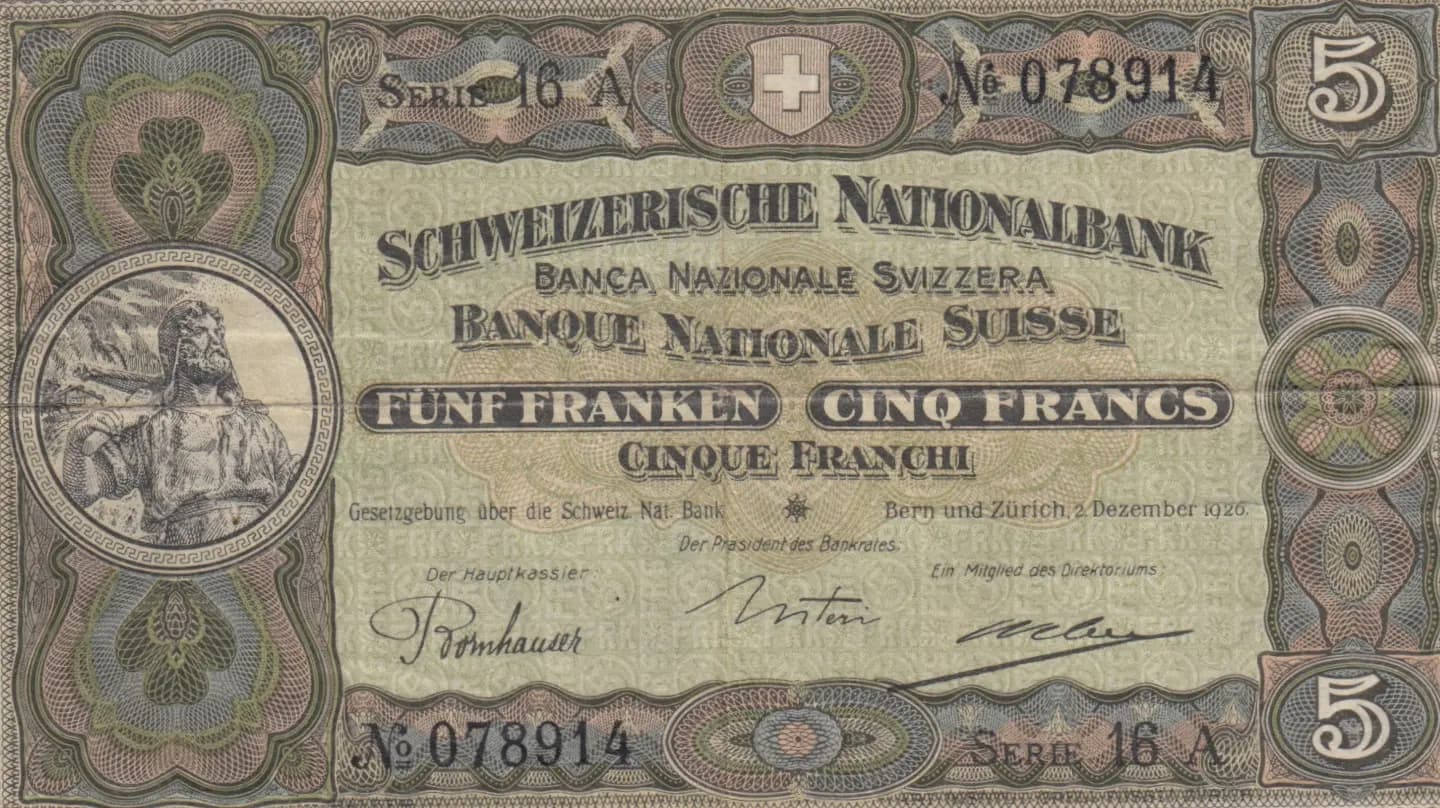 SERIE 16 A
№ 078914
5
SCHWEIZERISCHE NATIONALBANK
BANCA NAZIONALE SVIZZERA
BANQUE NATIONALE SUISSE
FÜNF FRANKEN CINQ FRANCS
CINQUE FRANCHI
Gesetzgebung über die Schweiz. Nat. Bank
Bern und Zürich, 2. Dezember 1926.
Der Präsident des Bankrates:
Der Hauptkassier:
Ein Mitglied des Direktoriums:
Bornhauser
№ 078914
SERIE 16 A
5